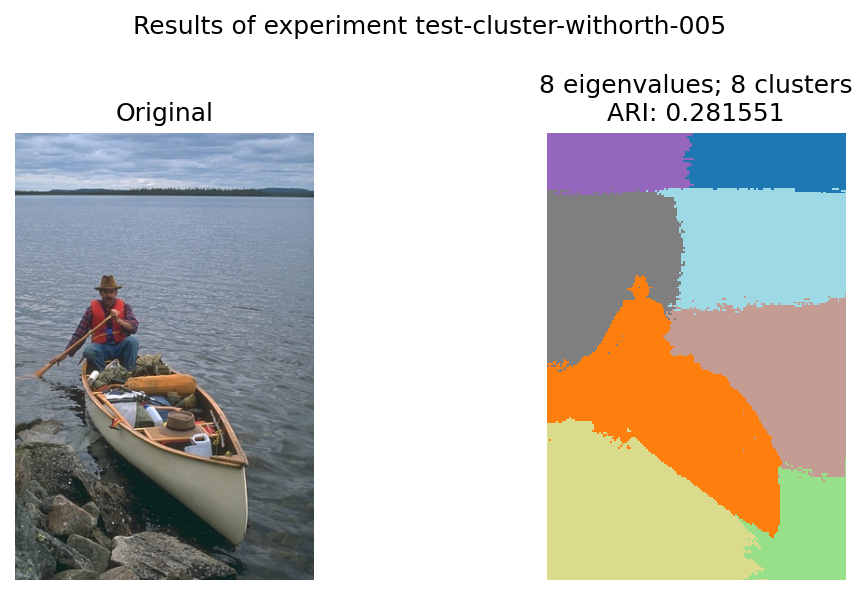 Results of experiment test-cluster-withorth-005
Original
8 eigenvalues; 8 clusters
ARI: 0.281551